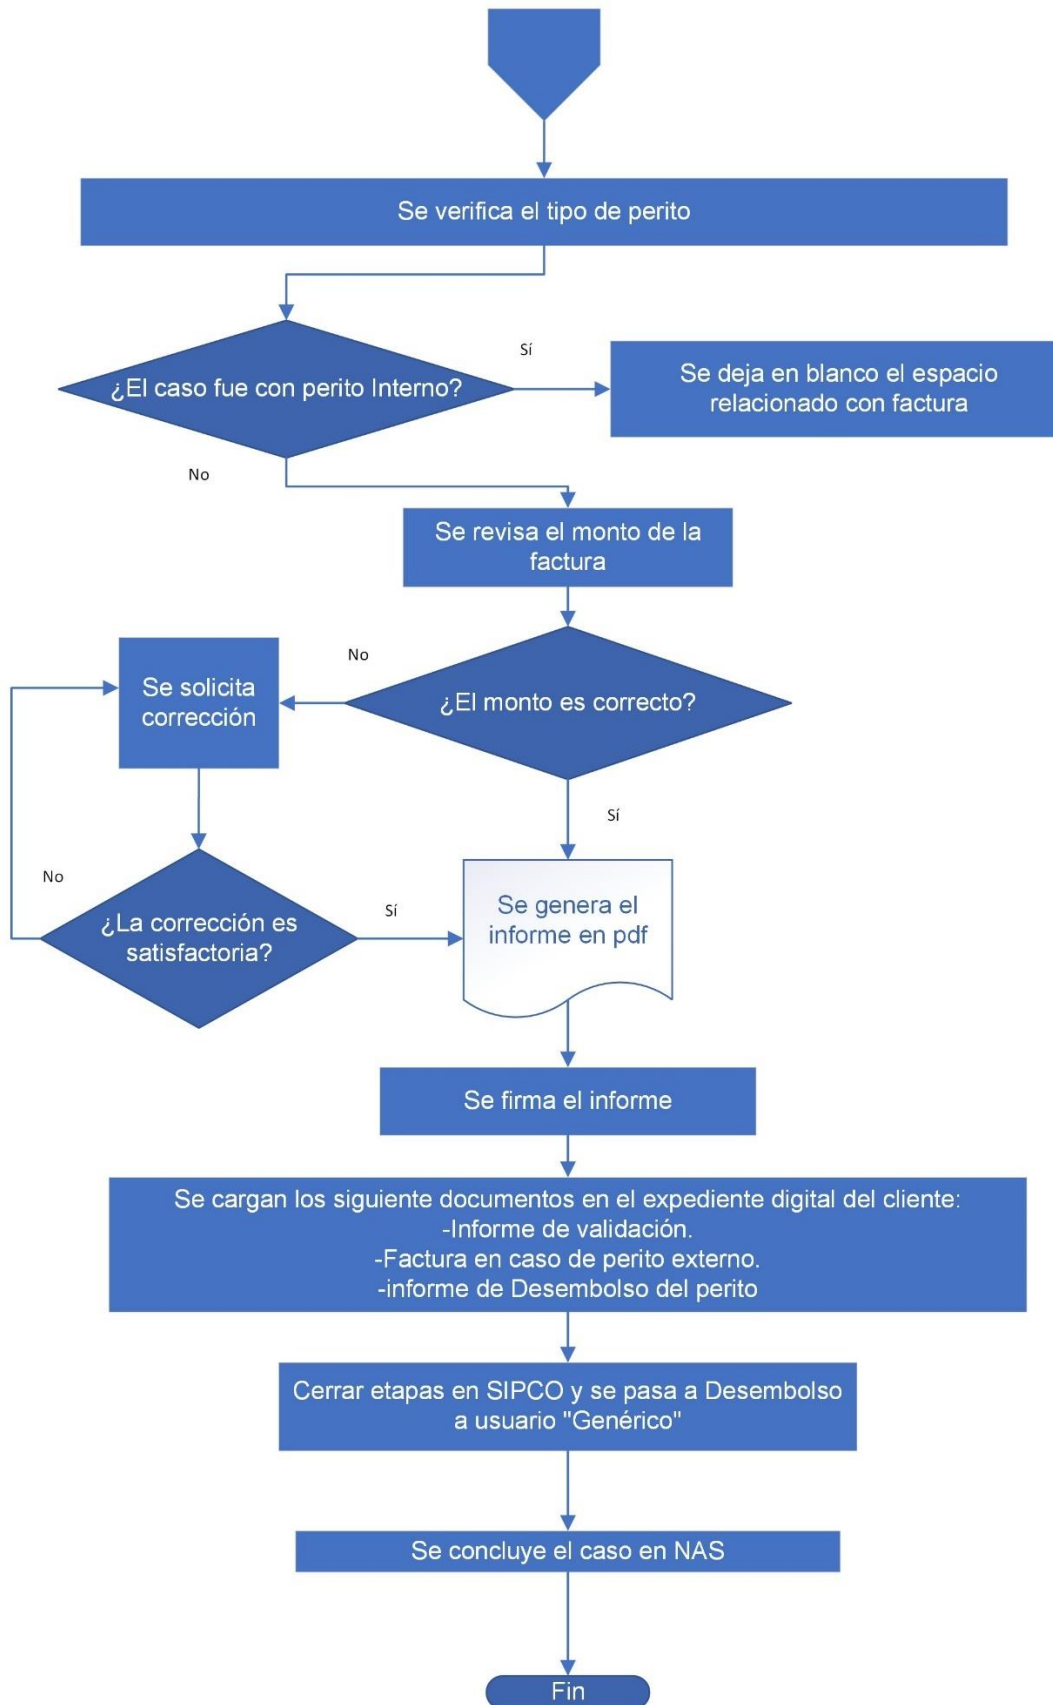 Se verifica el tipo de perito
¿El caso fue con perito Interno?
Sí
Se deja en blanco el espacio
relacionado con factura
No
Se revisa el monto de la
factura
¿El monto es correcto?
No
Se solicita
corrección
Sí
¿La corrección es
satisfactoria?
No
Sí
Se genera el
informe en pdf
Se firma el informe
Se cargan los siguiente documentos en el expediente digital del cliente:
-Informe de validación.
-Factura en caso de perito externo.
-informe de Desembolso del perito
Cerrar etapas en SIPCO y se pasa a Desembolso
a usuario "Genérico"
Se concluye el caso en NAS
Fin